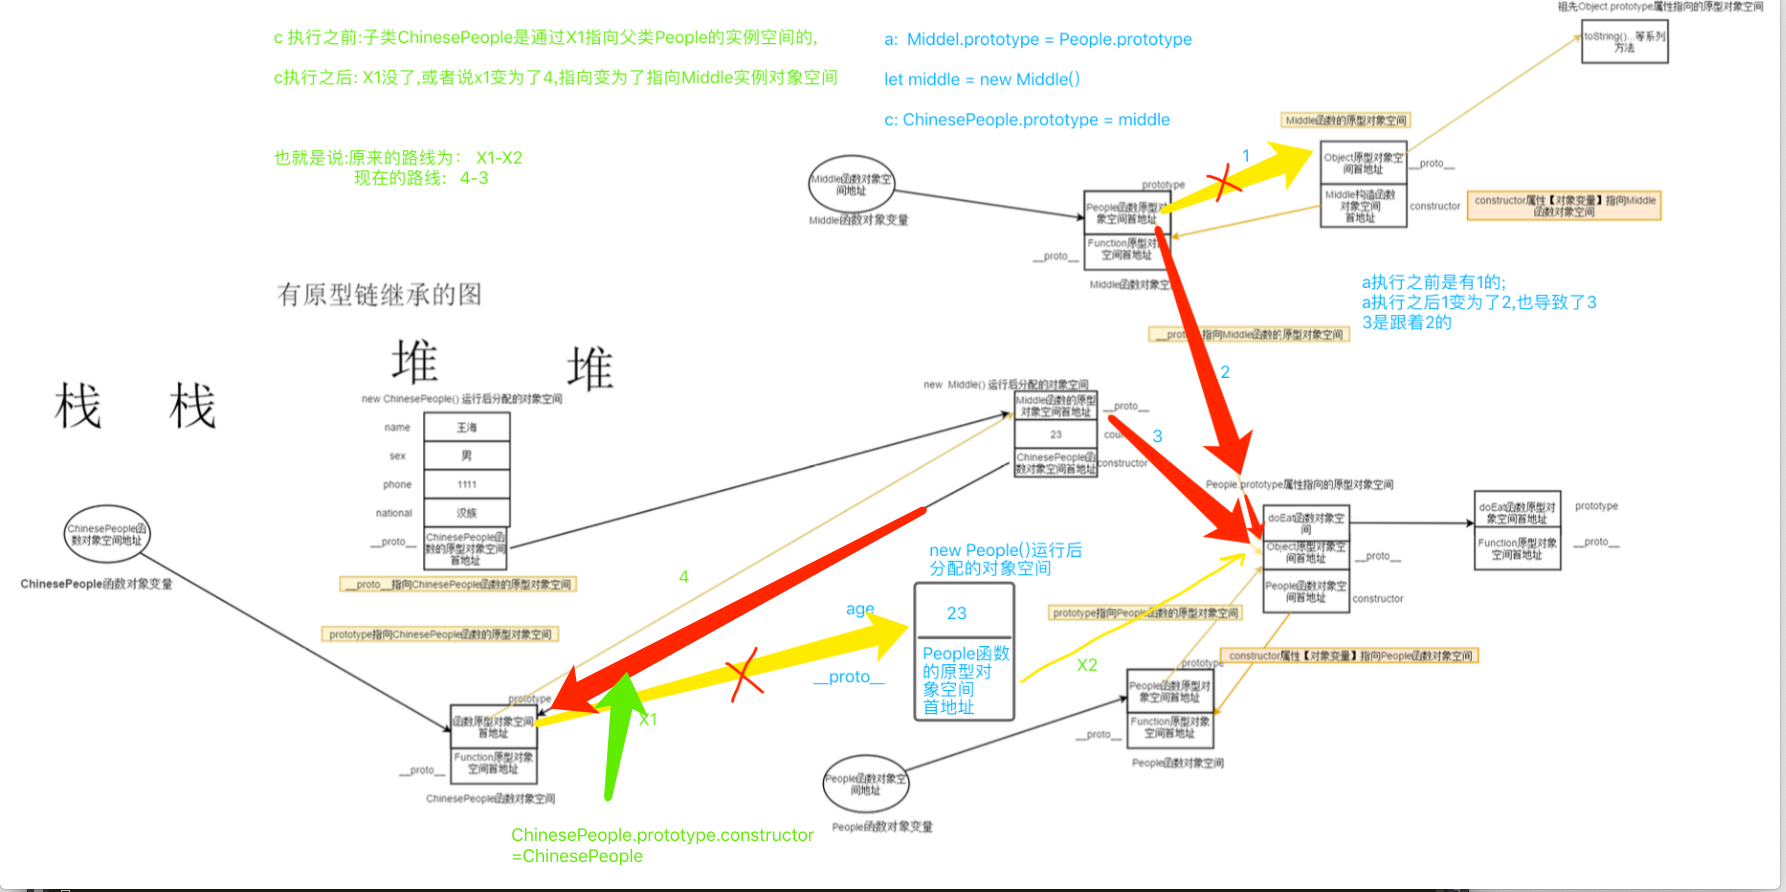 祖先Object.prototype属性指向的原型对象空间
toString()...等系列
方法
c 执行之前:子类ChinesePeople是通过X1指向父类People的实例空间的,
c执行之后: X1没了,或者说x1变为了4,指向变为了指向Middle实例对象空间
也就是说:原来的路线为: X1-X2
现在的路线: 4-3
a: Middel.prototype = People.prototype
let middle = new Middle()
c: ChinesePeople.prototype = middle
Middle函数的原型对象空间
1
Object原型对象空
间首地址
__proto__
Middle构造函数
对象空间
首地址
constructor
constructor属性【对象变量】指向Middle
函数对象空间
Middle函数对象空
间地址
Middle函数对象变量
prototype
People函数原型对
象空间首地址
Function原型对
空间首地址
__proto__
Middle函数对象空
a执行之前是有1的;
a执行之后1变为了2,也导致了3
3是跟着2的
有原型链继承的图
__prot
指向Middle函数的原型对象空间
2
栈
栈
堆
堆
new ChinesePeople() 运行后分配的对象空间
name
王海
sex
男
phone
1111
national
汉族
__proto__
ChinesePeople函
数的原型对象空间
首地址
__proto__指向ChinesePeople函数的原型对象空间
new Middle() 运行后分配的对象空间
Middle函数的原型
对象空间首地址
__proto__
23
cou
ChinesePeople函
数对象空间首地址
constructor
3
People.prototype属性指向的原型对象空间
doEat函数对象空
间
Object原型对象空
间首地址
__proto__
People函数对象空
间首地址
constructor
doEat函数原型对
象空间首地址
prototype
Function原型对象
空间首地址
__proto__
ChinesePeople函
数对象空间地址
ChinesePeople函数对象变量
4
new People()运行后
分配的对象空间
age
23
__proto__
People函数
的原型对
象空间
首地址
prototype指向People函数的原型对象空间
X2
constructor属性【对象变量】指向People函数对象空间
prototype指向ChinesePeople函数的原型对象空间
prototype
函数原型对象空间
首地址
Function原型对象
空间首地址
__proto__
ChinesePeople函数对象空间
X1
prototype
People函数原型对
象空间首地址
Function原型对象
空间首地址
__proto__
People函数对象空间
People函数对象空
间地址
People函数对象变量
ChinesePeople.prototype.constructor
=ChinesePeople